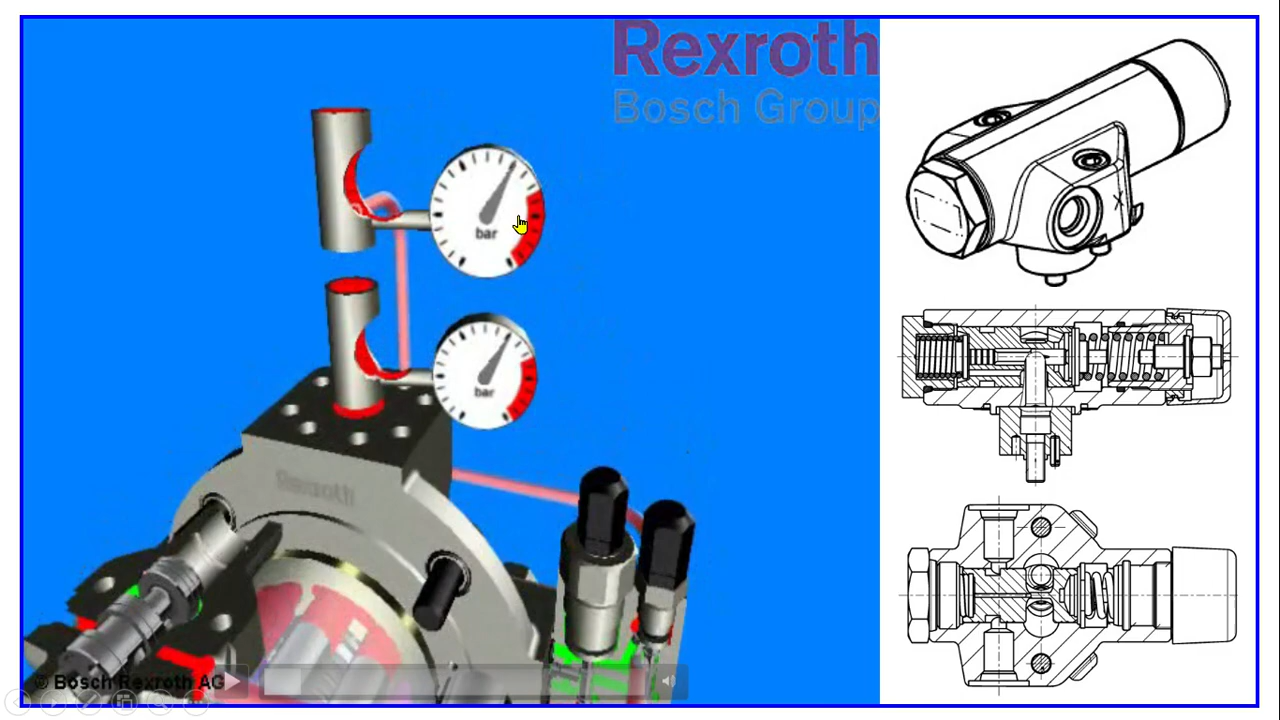 Rexroth
Bosch Group
bar
bar
Rexroth
© Bosch Rexroth AG
X